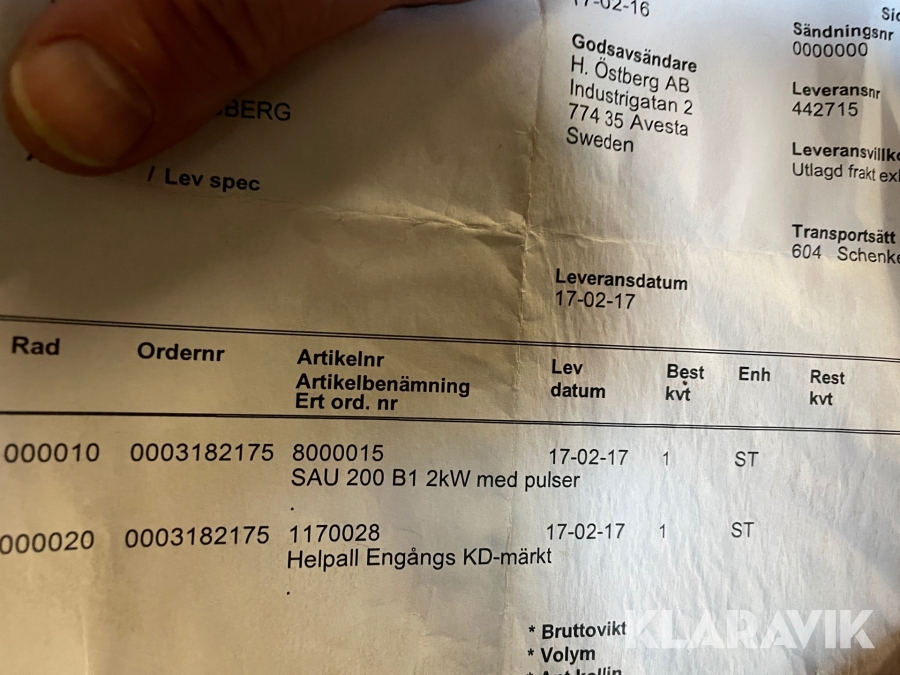 17-02-16
Godsavsändare
H. Östberg AB
Industrigatan 2
774 35 Avesta
Sweden
Sändningsnr
0000000
Leveransnr
442715
Utlagd frakt
Transportsätt
604
BERG
/ Lev spec
Leveransdatum
17-02-17
Rad Ordernr Artikelnr Lev Best Enh Rest
Artikelbenämning datum kvt kvt
Ert ord. nr
000010 0003182175 8000015 17-02-17 1 ST
SAU 200 B1 2kW med pulser
.
000020 0003182175 1170028 17-02-17 1 ST
Helpall Engångs KD-märkt
.
* Bruttovikt
* Volym
KLARAVIK